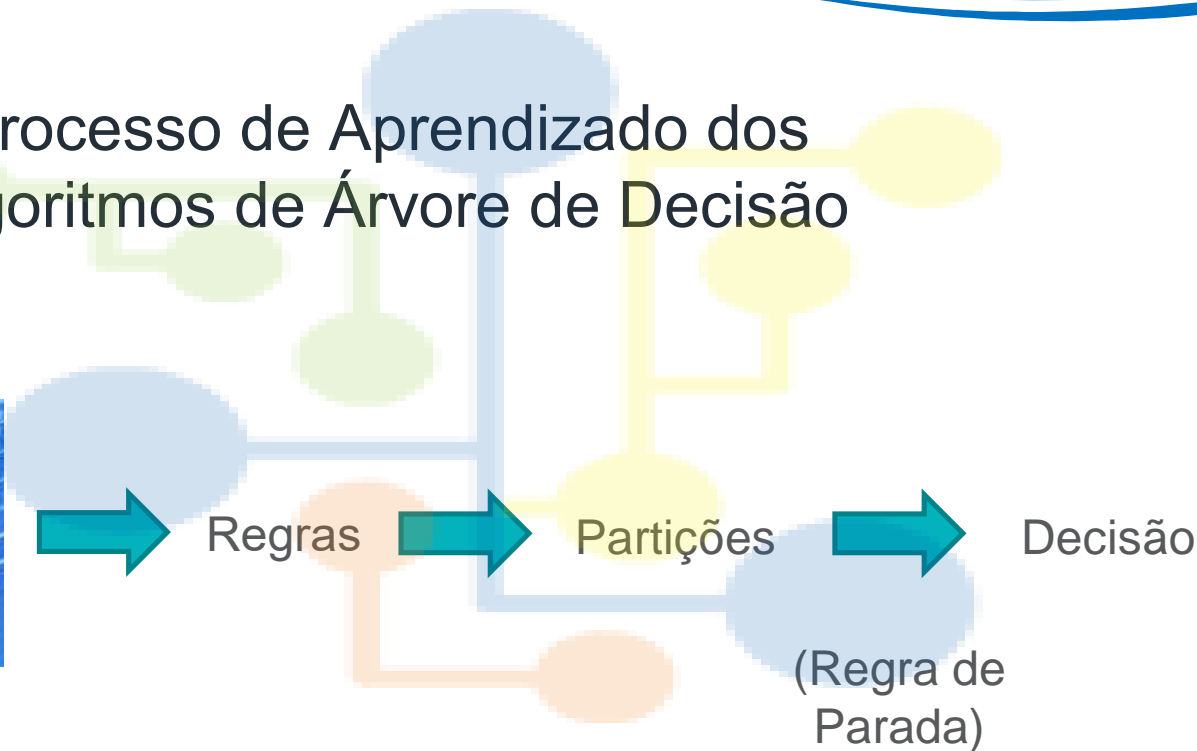 rocesso de Aprendizado dos
goritmos de Árvore de Decisão
Regras
Partições
Decisão
(Regra de
Parada)